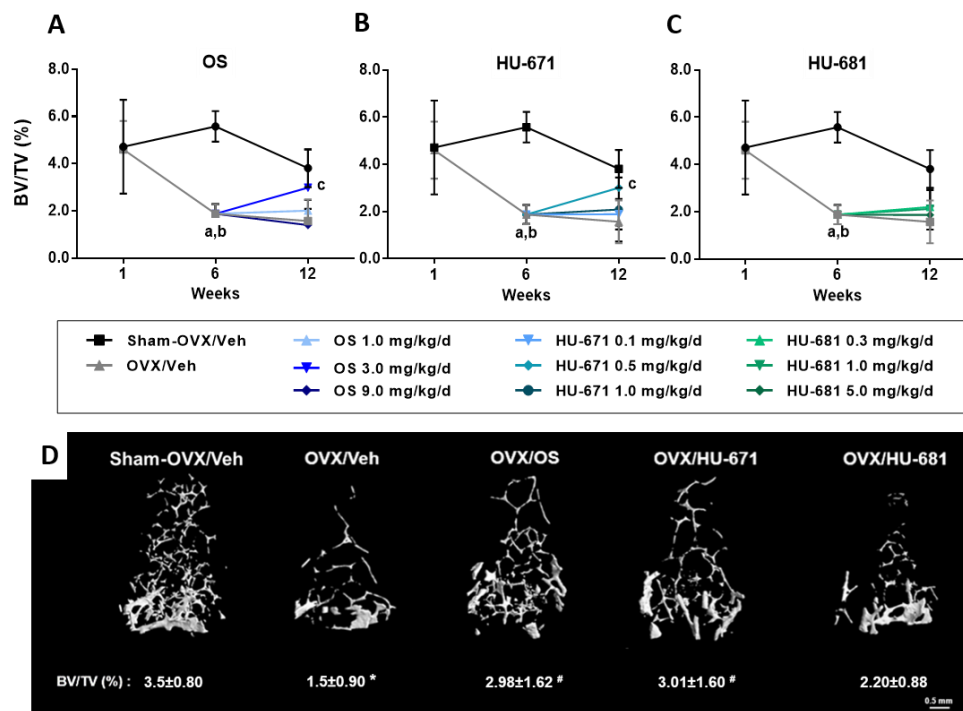 A
B
C
OS
HU-671
HU-681
BV/TV (%)
8.0
6.0
4.0
2.0
0.0
a,b
c
1
6
12
Weeks
8.0
6.0
4.0
2.0
0.0
a,b
c
1
6
12
Weeks
8.0
6.0
4.0
2.0
0.0
a,b
1
6
12
Weeks
Sham-OVX/Veh
OVX/Veh
OS 1.0 mg/kg/d
OS 3.0 mg/kg/d
OS 9.0 mg/kg/d
HU-671 0.1 mg/kg/d
HU-671 0.5 mg/kg/d
HU-671 1.0 mg/kg/d
HU-681 0.3 mg/kg/d
HU-681 1.0 mg/kg/d
HU-681 5.0 mg/kg/d
D
Sham-OVX/Veh OVX/Veh OVX/OS OVX/HU-671 OVX/HU-681
BV/TV (%) : 3.5±0.80 1.5±0.90 * 2.98±1.62 # 3.01±1.60 # 2.20±0.88
0.5 mm